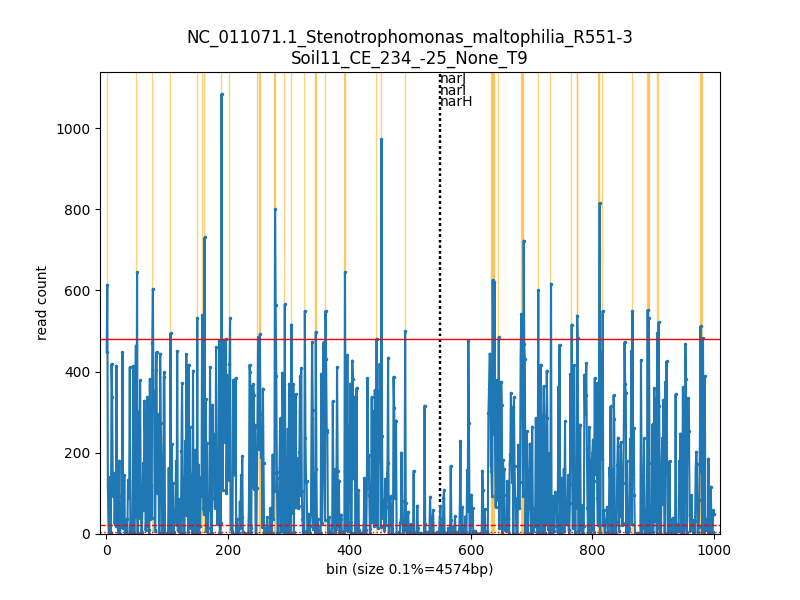 NC_011071.1_Stenotrophomonas_maltophilia_R551-3
Soil11_CE_234_-25_None_T9
narJ
narI
narH
1000
800
600
400
200
0
read count
0 200 400 600 800 1000
bin (size 0.1%=4574bp)